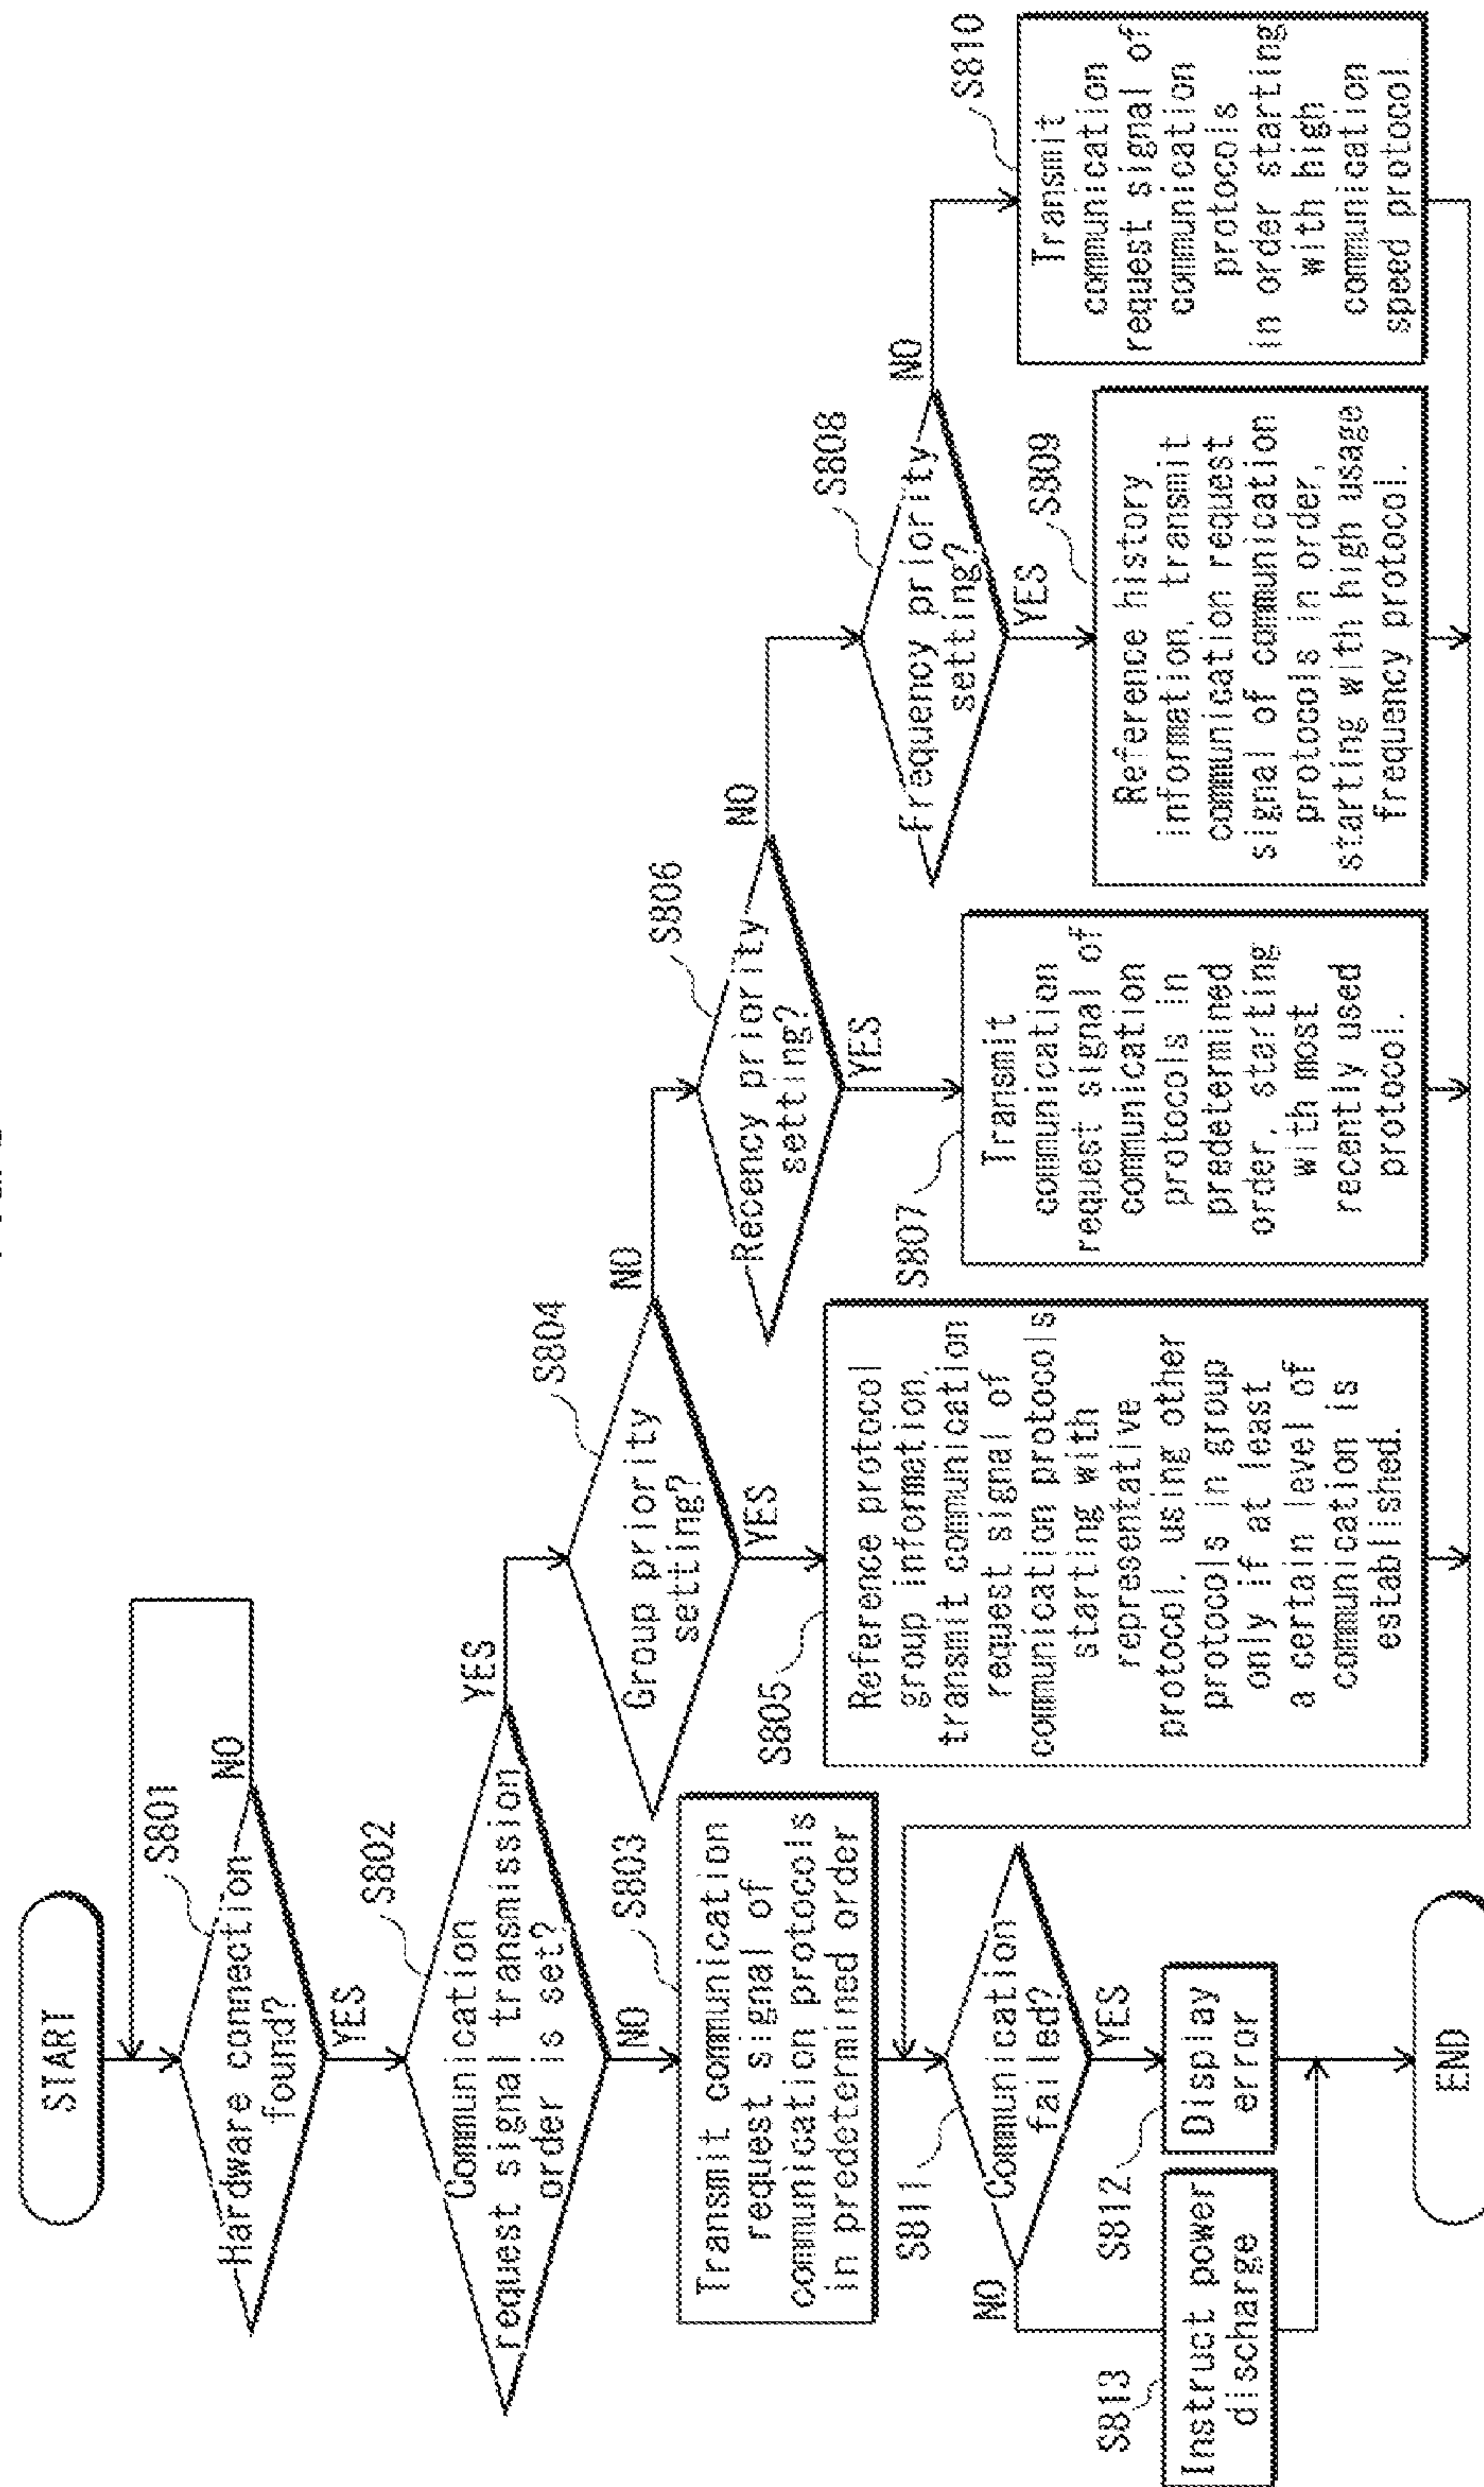 START
S801
Hardware connection
found?
NO
YES
S802
Communication
request signal transmission
order is set?
YES
NO
S803
Transmit communication
request signal of
communication protocols
in predetermined order
S804
Group priority
setting?
NO
YES
S805
Reference protocol
group information,
transmit communication
request signal of
communication protocols
starting with
representative
protocol, using other
protocols in group
only if at least
a certain level of
communication is
established.
S806
Recency priority
setting?
NO
YES
S807
Transmit
communication
request signal of
communication
protocols in
predetermined
order, starting
with most
recently used
protocol.
S808
Frequency priority
setting?
NO
YES
S809
Reference history
information, transmit
communication request
signal of communication
protocols in order,
starting with high usage
frequency protocol.
S810
Transmit
communication
request signal of
communication
protocols
in order starting
with high
communication
speed protocol.
S811
Communication
failed?
NO
YES
S812
Display
error
S813
Instruct power
discharge
END